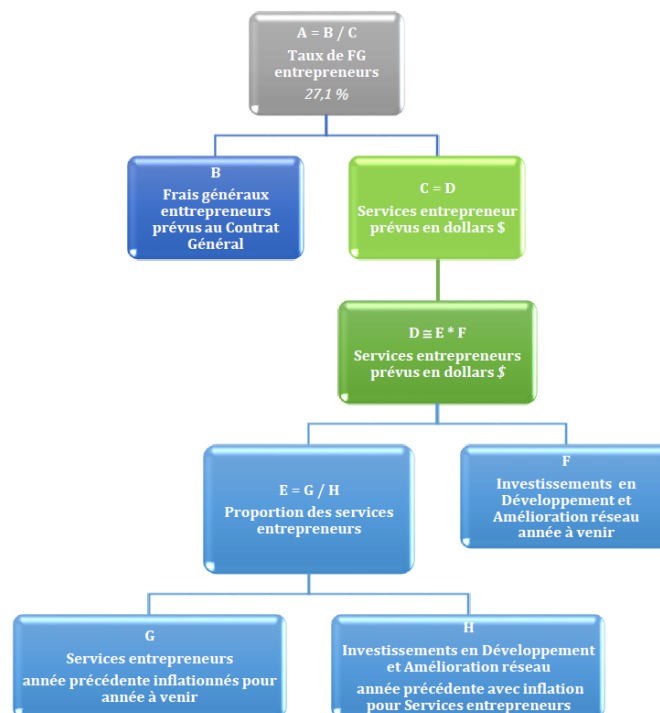 A = B / C
Taux de FG
entrepreneurs
27,1 %
B
Frais généraux
enttrepreneurs
prévus au Contrat
Général
C = D
Services entrepreneur
prévus en dollars $
D ≅ E * F
Services entrepreneurs
prévus en dollars $
E = G / H
Proportion des services
entrepreneurs
F
Investissements en
Développement et
Amélioration réseau
année à venir
G
Services entrepreneurs
année précédente inflationnés pour
année à venir
H
Investissements en Développement
et Amélioration réseau
année précédente avec inflation
pour Services entrepreneurs